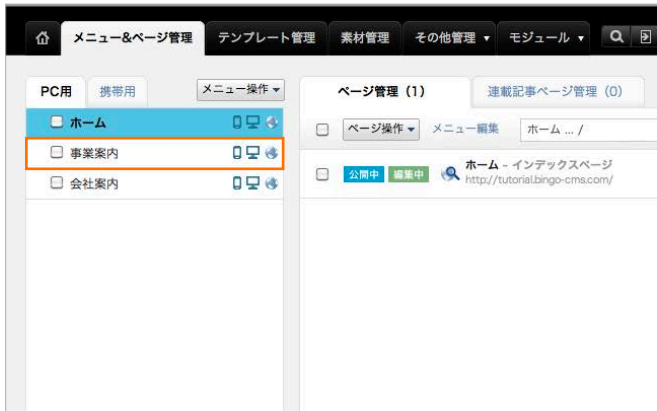 メニュー&ページ管理 テンプレート管理 素材管理 その他管理 ▼ モジュール ▼
PC用 携帯用 メニュー操作▼
ホーム
事業案内
会社案内
ページ管理（1） 連載記事ページ管理（0）
ページ操作▼ メニュー編集 ホーム ... /
公開中 編集中 ホーム - インデックスページ
http://tutorial.bingo-cms.com/